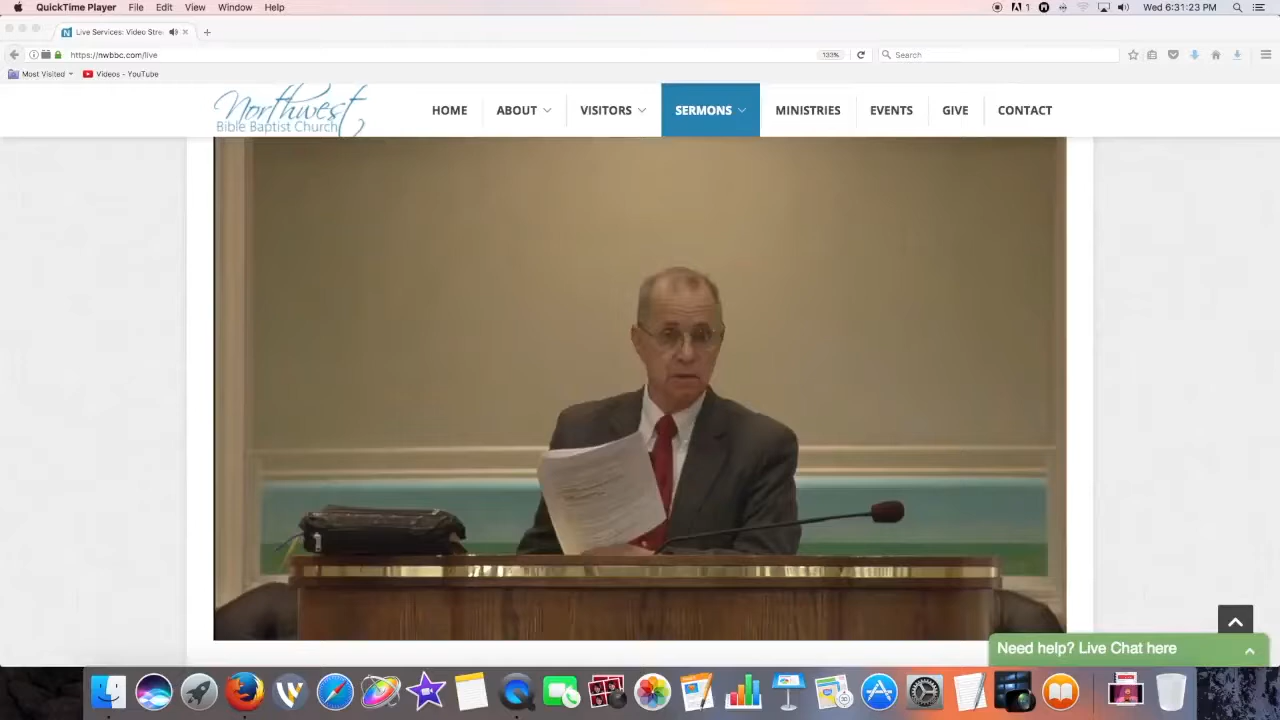 QuickTime Player File Edit View Window Help 1 Wed 6:31:23 PM
Live Services: Video Stre
https://nwbbc.com/live 133% Search
Most Visited Videos - YouTube
Northwest
Bible Baptist Church
HOME ABOUT VISITORS SERMONS MINISTRIES EVENTS GIVE CONTACT
Need help? Live Chat here